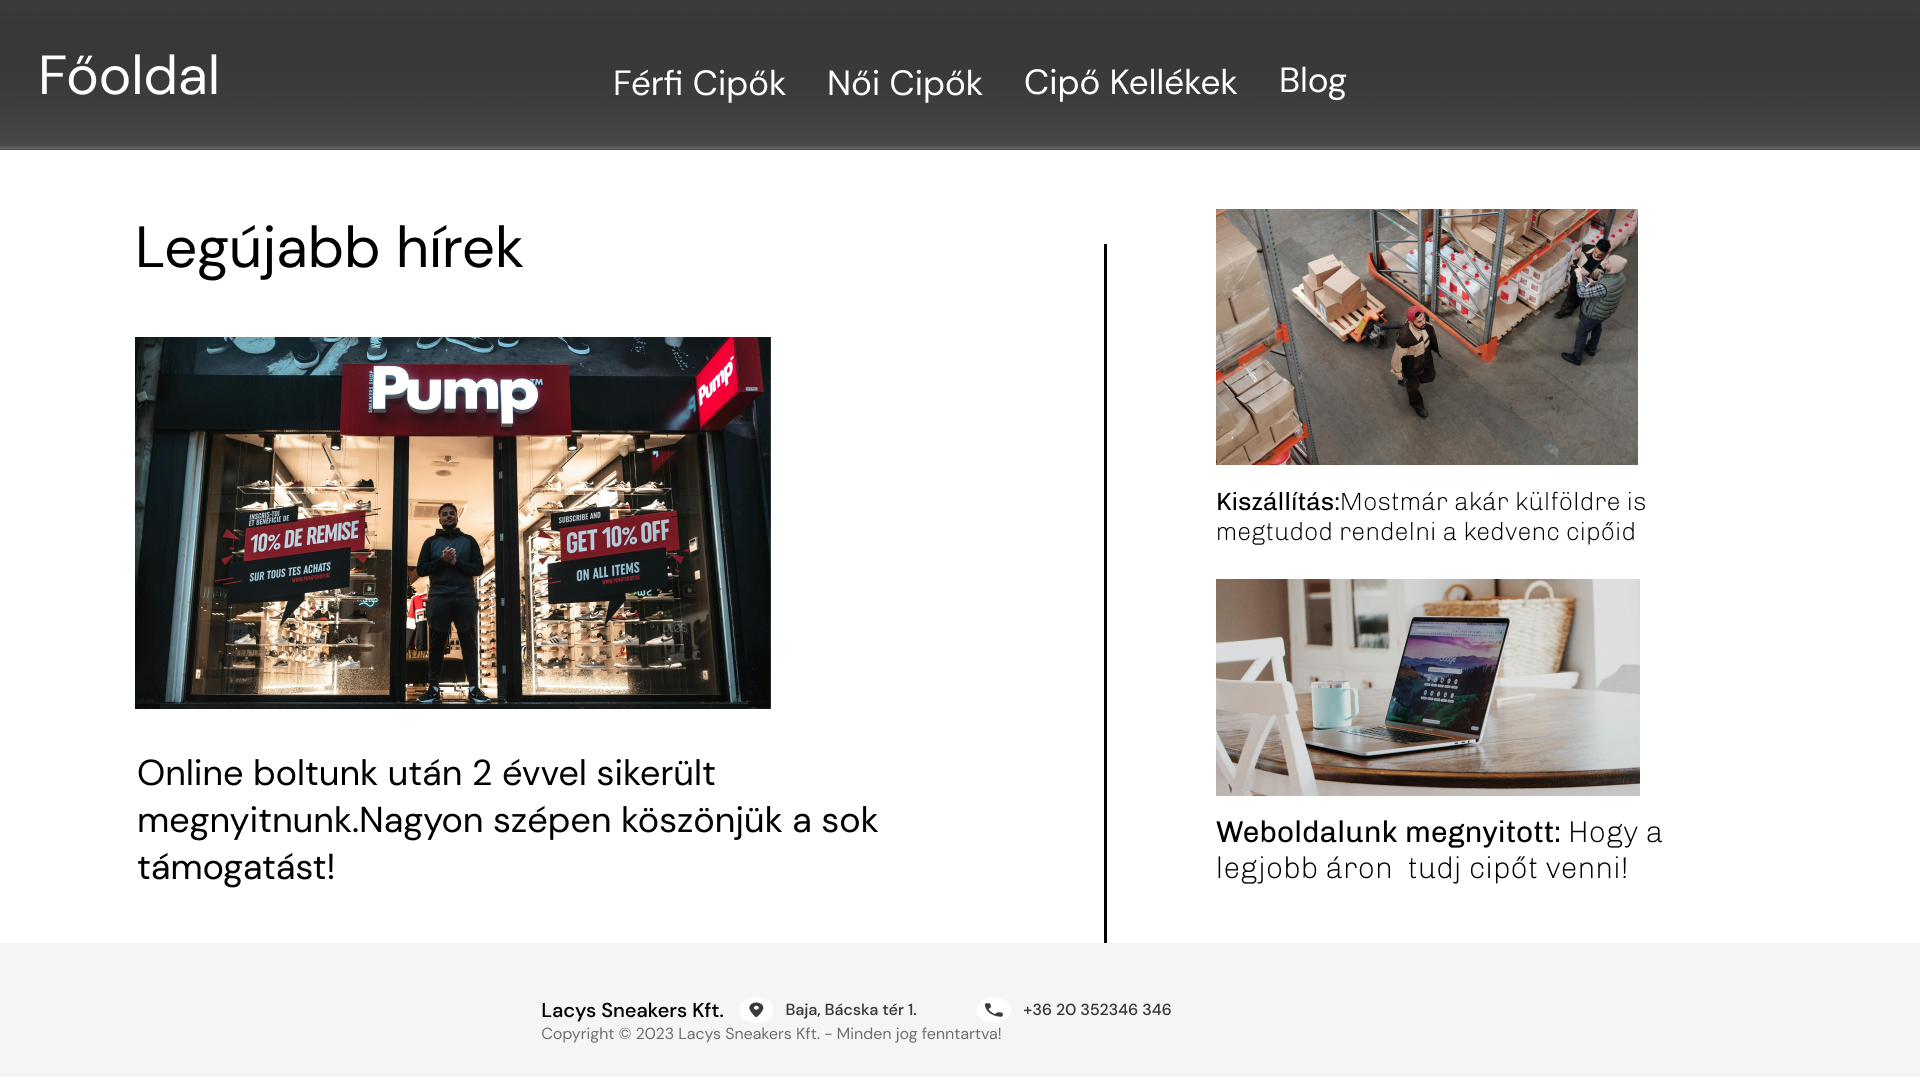 Főoldal
Férfi Cipők
Női Cipők
Cipő Kellékek
Blog
Legújabb hírek
SNEAKERS SHOP
Pump™
Pump
INSCRIS-TOI
ET BÉNÉFICIE DE
10% DE REMISE
SUR TOUS TES ACHATS
SUBSCRIBE AND
GET 10% OFF
ON ALL ITEMS
Online boltunk után 2 évvel sikerült
megnyitnunk.Nagyon szépen köszönjük a sok
támogatást!
Kiszállítás:Mostmár akár külföldre is
megtudod rendelni a kedvenc cipőid
Google
Weboldalunk megnyitott: Hogy a
legjobb áron  tudj cipőt venni!
Lacys Sneakers Kft.
Baja, Bácska tér 1.
+36 20 352346 346
Copyright © 2023 Lacys Sneakers Kft. - Minden jog fenntartva!